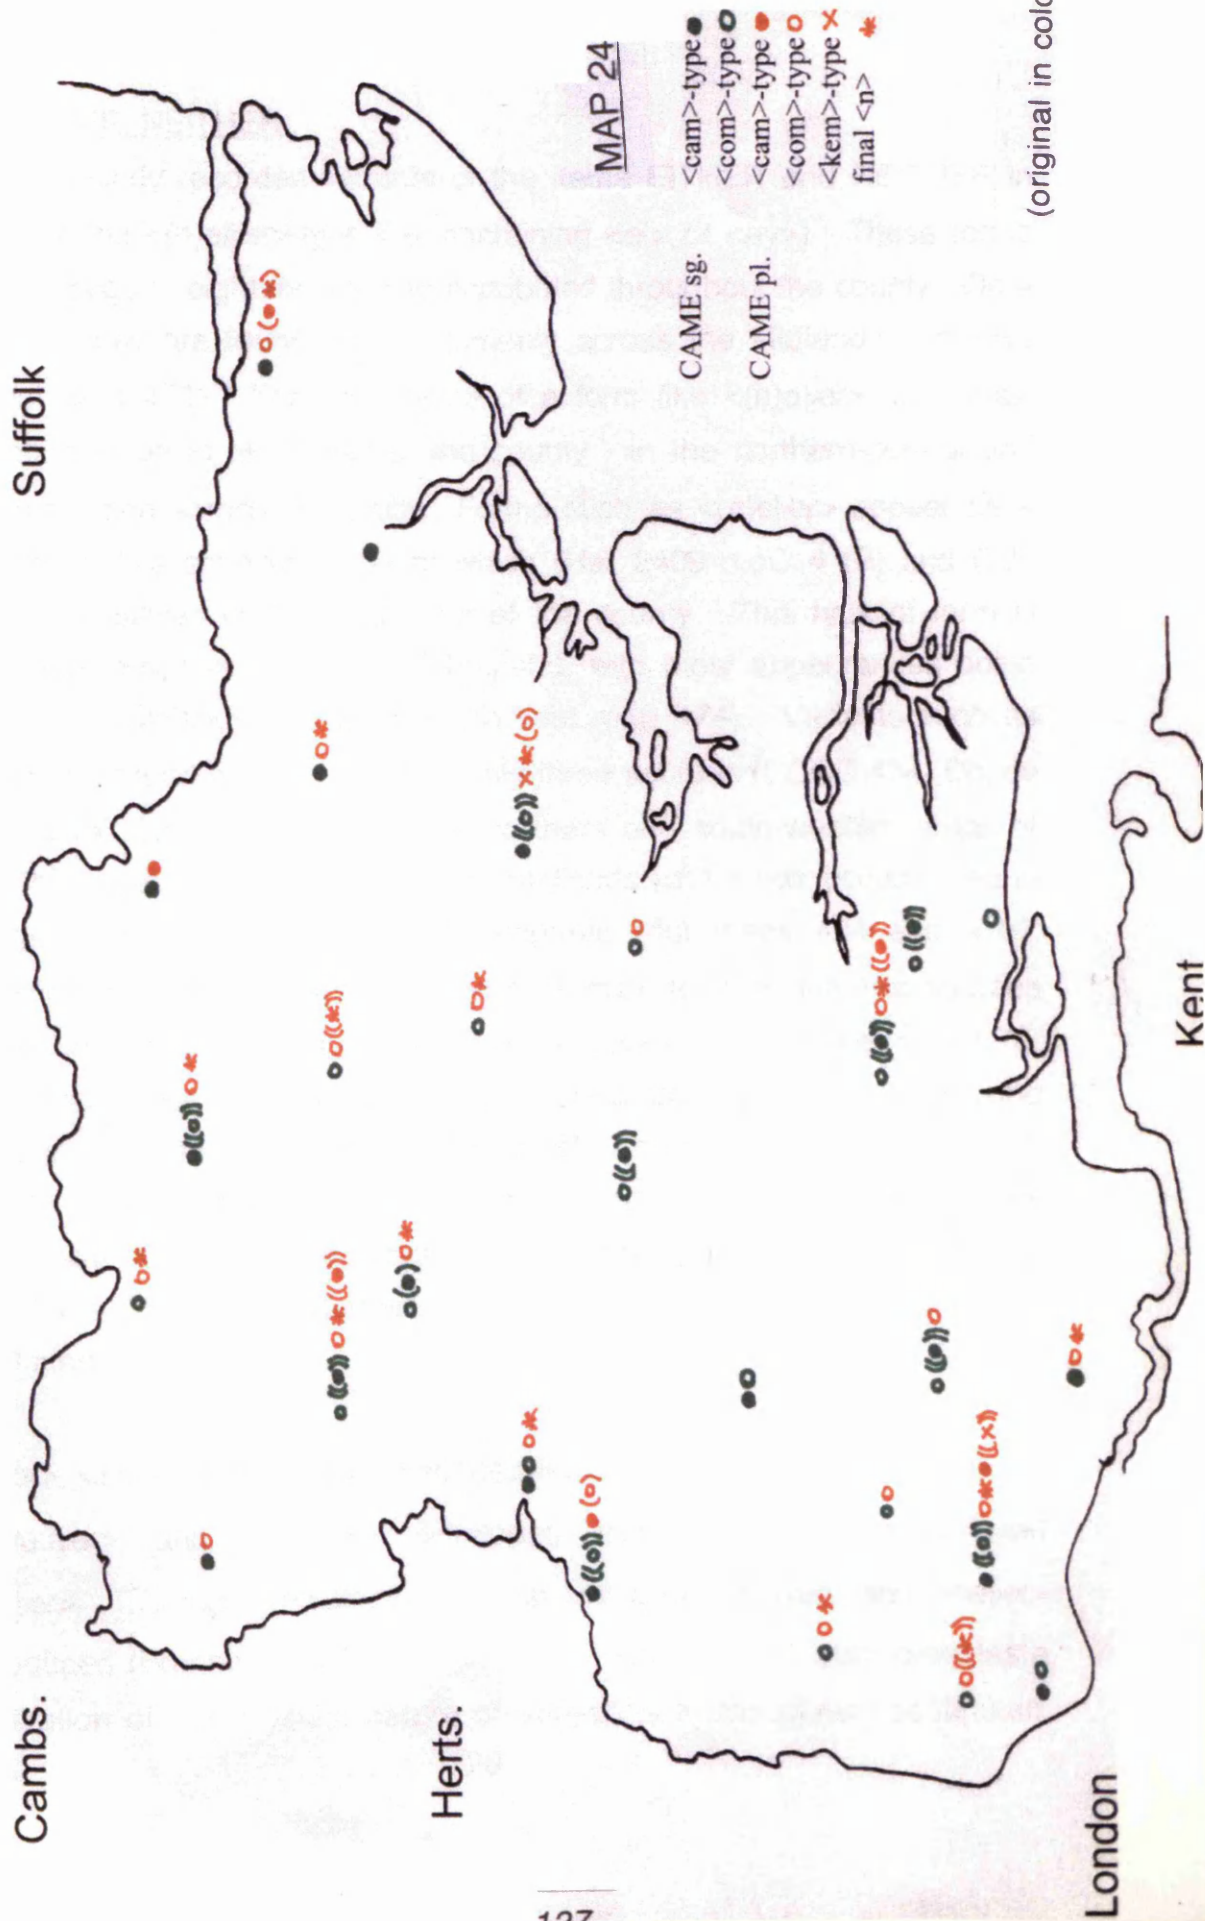 Cambs.
Suffolk
Herts.
London
Kent
MAP 24
CAME sg. <cam>-type
<com>-type
CAME pl. <cam>-type
<com>-type
<kem>-type
final <n>
(original in colo
127